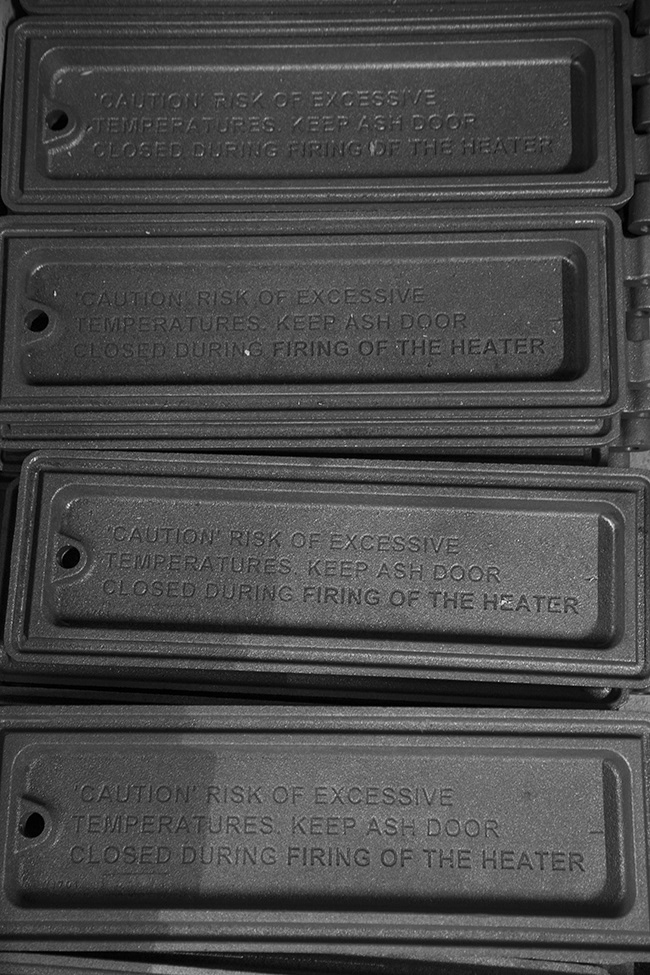 'CAUTION' RISK OF EXCESSIVE
TEMPERATURES. KEEP ASH DOOR
CLOSED DURING FIRING OF THE HEATER
'CAUTION' RISK OF EXCESSIVE
TEMPERATURES. KEEP ASH DOOR
CLOSED DURING FIRING OF THE HEATER
'CAUTION' RISK OF EXCESSIVE
TEMPERATURES. KEEP ASH DOOR
CLOSED DURING FIRING OF THE HEATER
'CAUTION' RISK OF EXCESSIVE
TEMPERATURES. KEEP ASH DOOR
CLOSED DURING FIRING OF THE HEATER